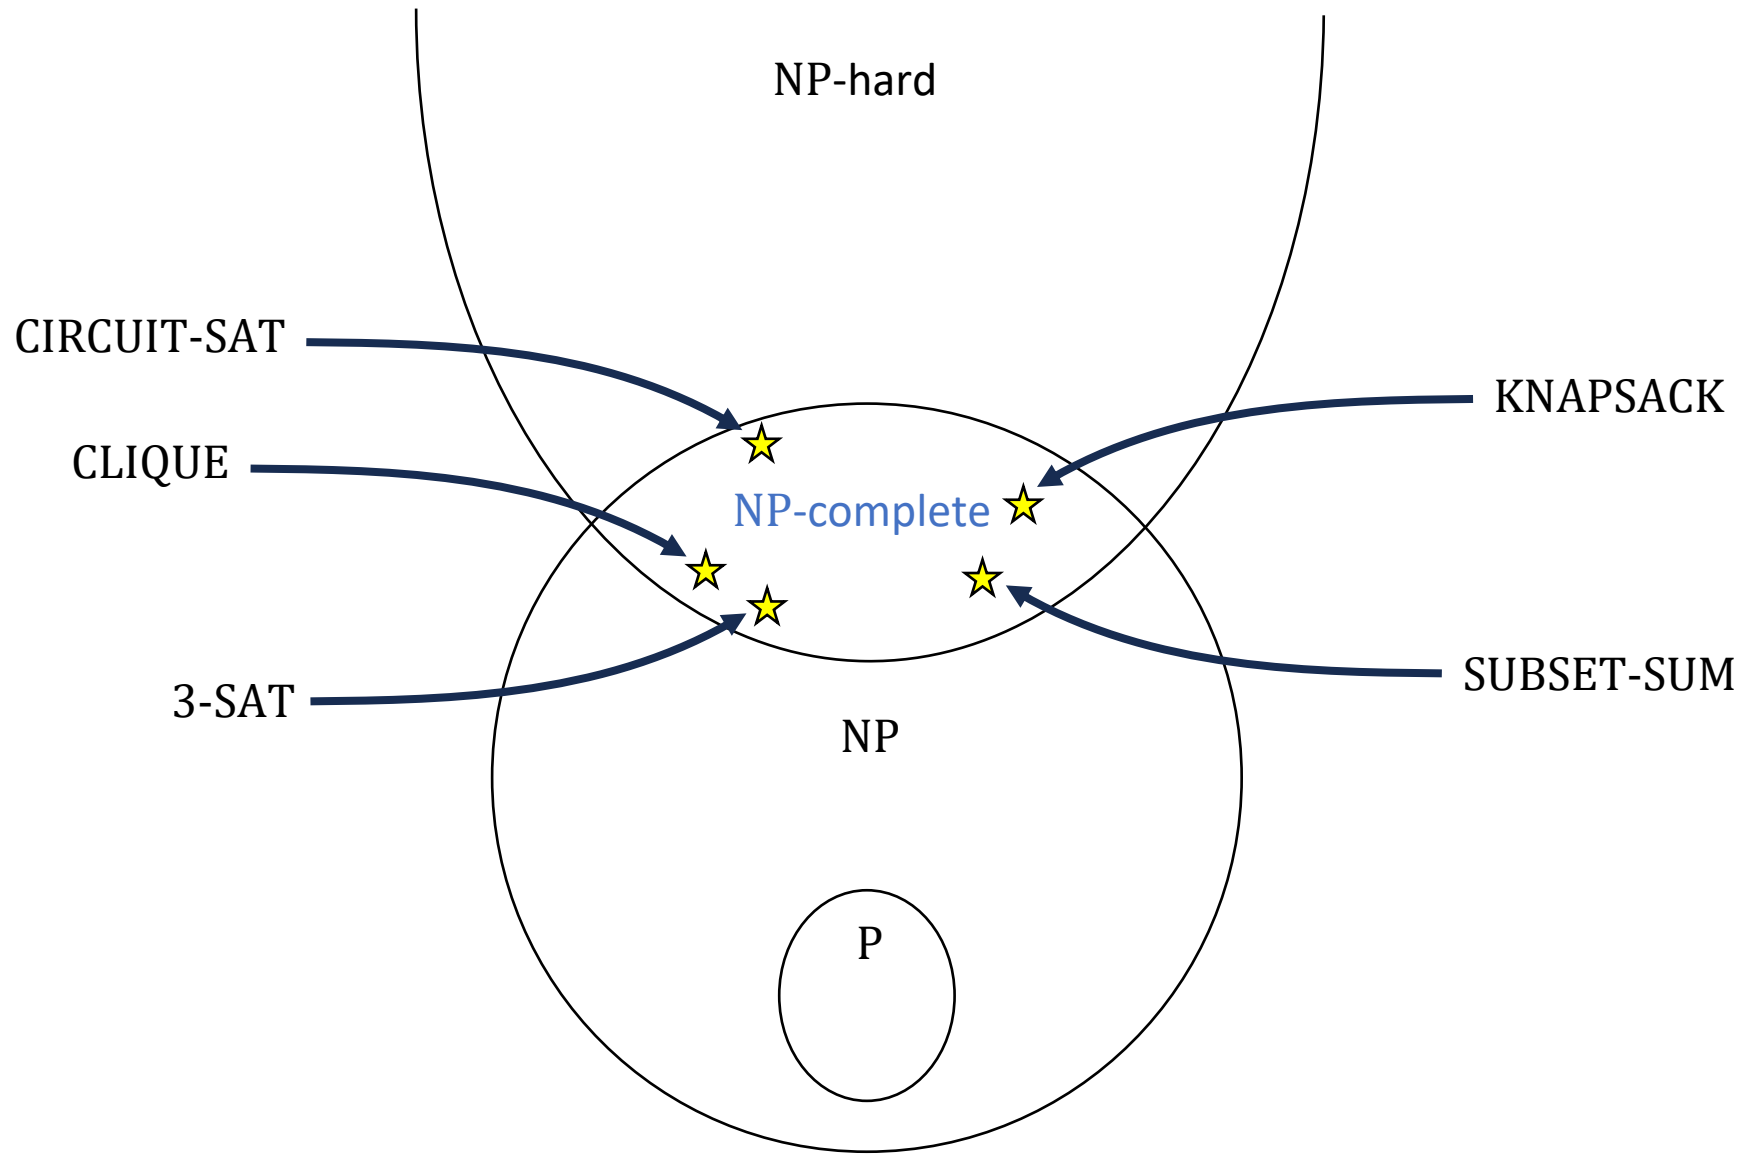 NP-hard
CIRCUIT-SAT
KNAPSACK
CLIQUE
NP-complete
3-SAT
SUBSET-SUM
NP
P